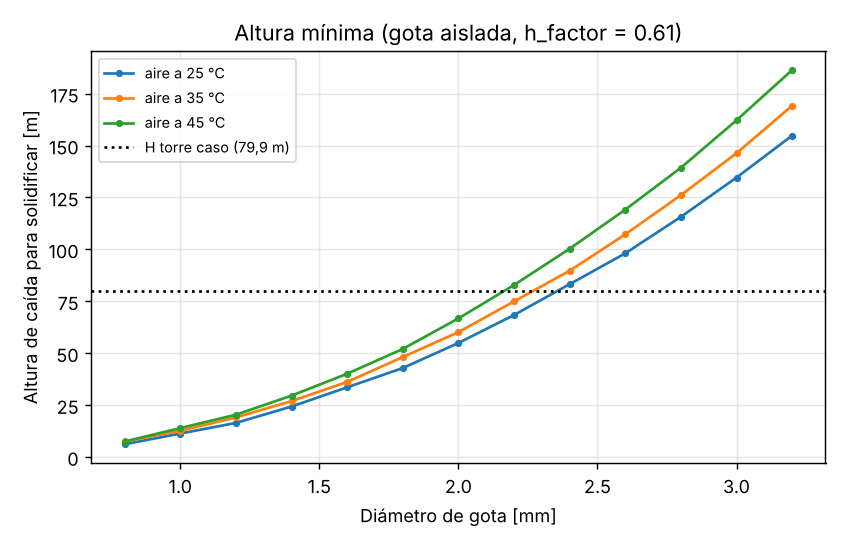 Altura mínima (gota aislada, h_factor = 0.61)
aire a 25 °C
aire a 35 °C
aire a 45 °C
H torre caso (79,9 m)
Altura de caída para solidificar [m]
175
150
125
100
75
50
25
0
1.0 1.5 2.0 2.5 3.0
Diámetro de gota [mm]